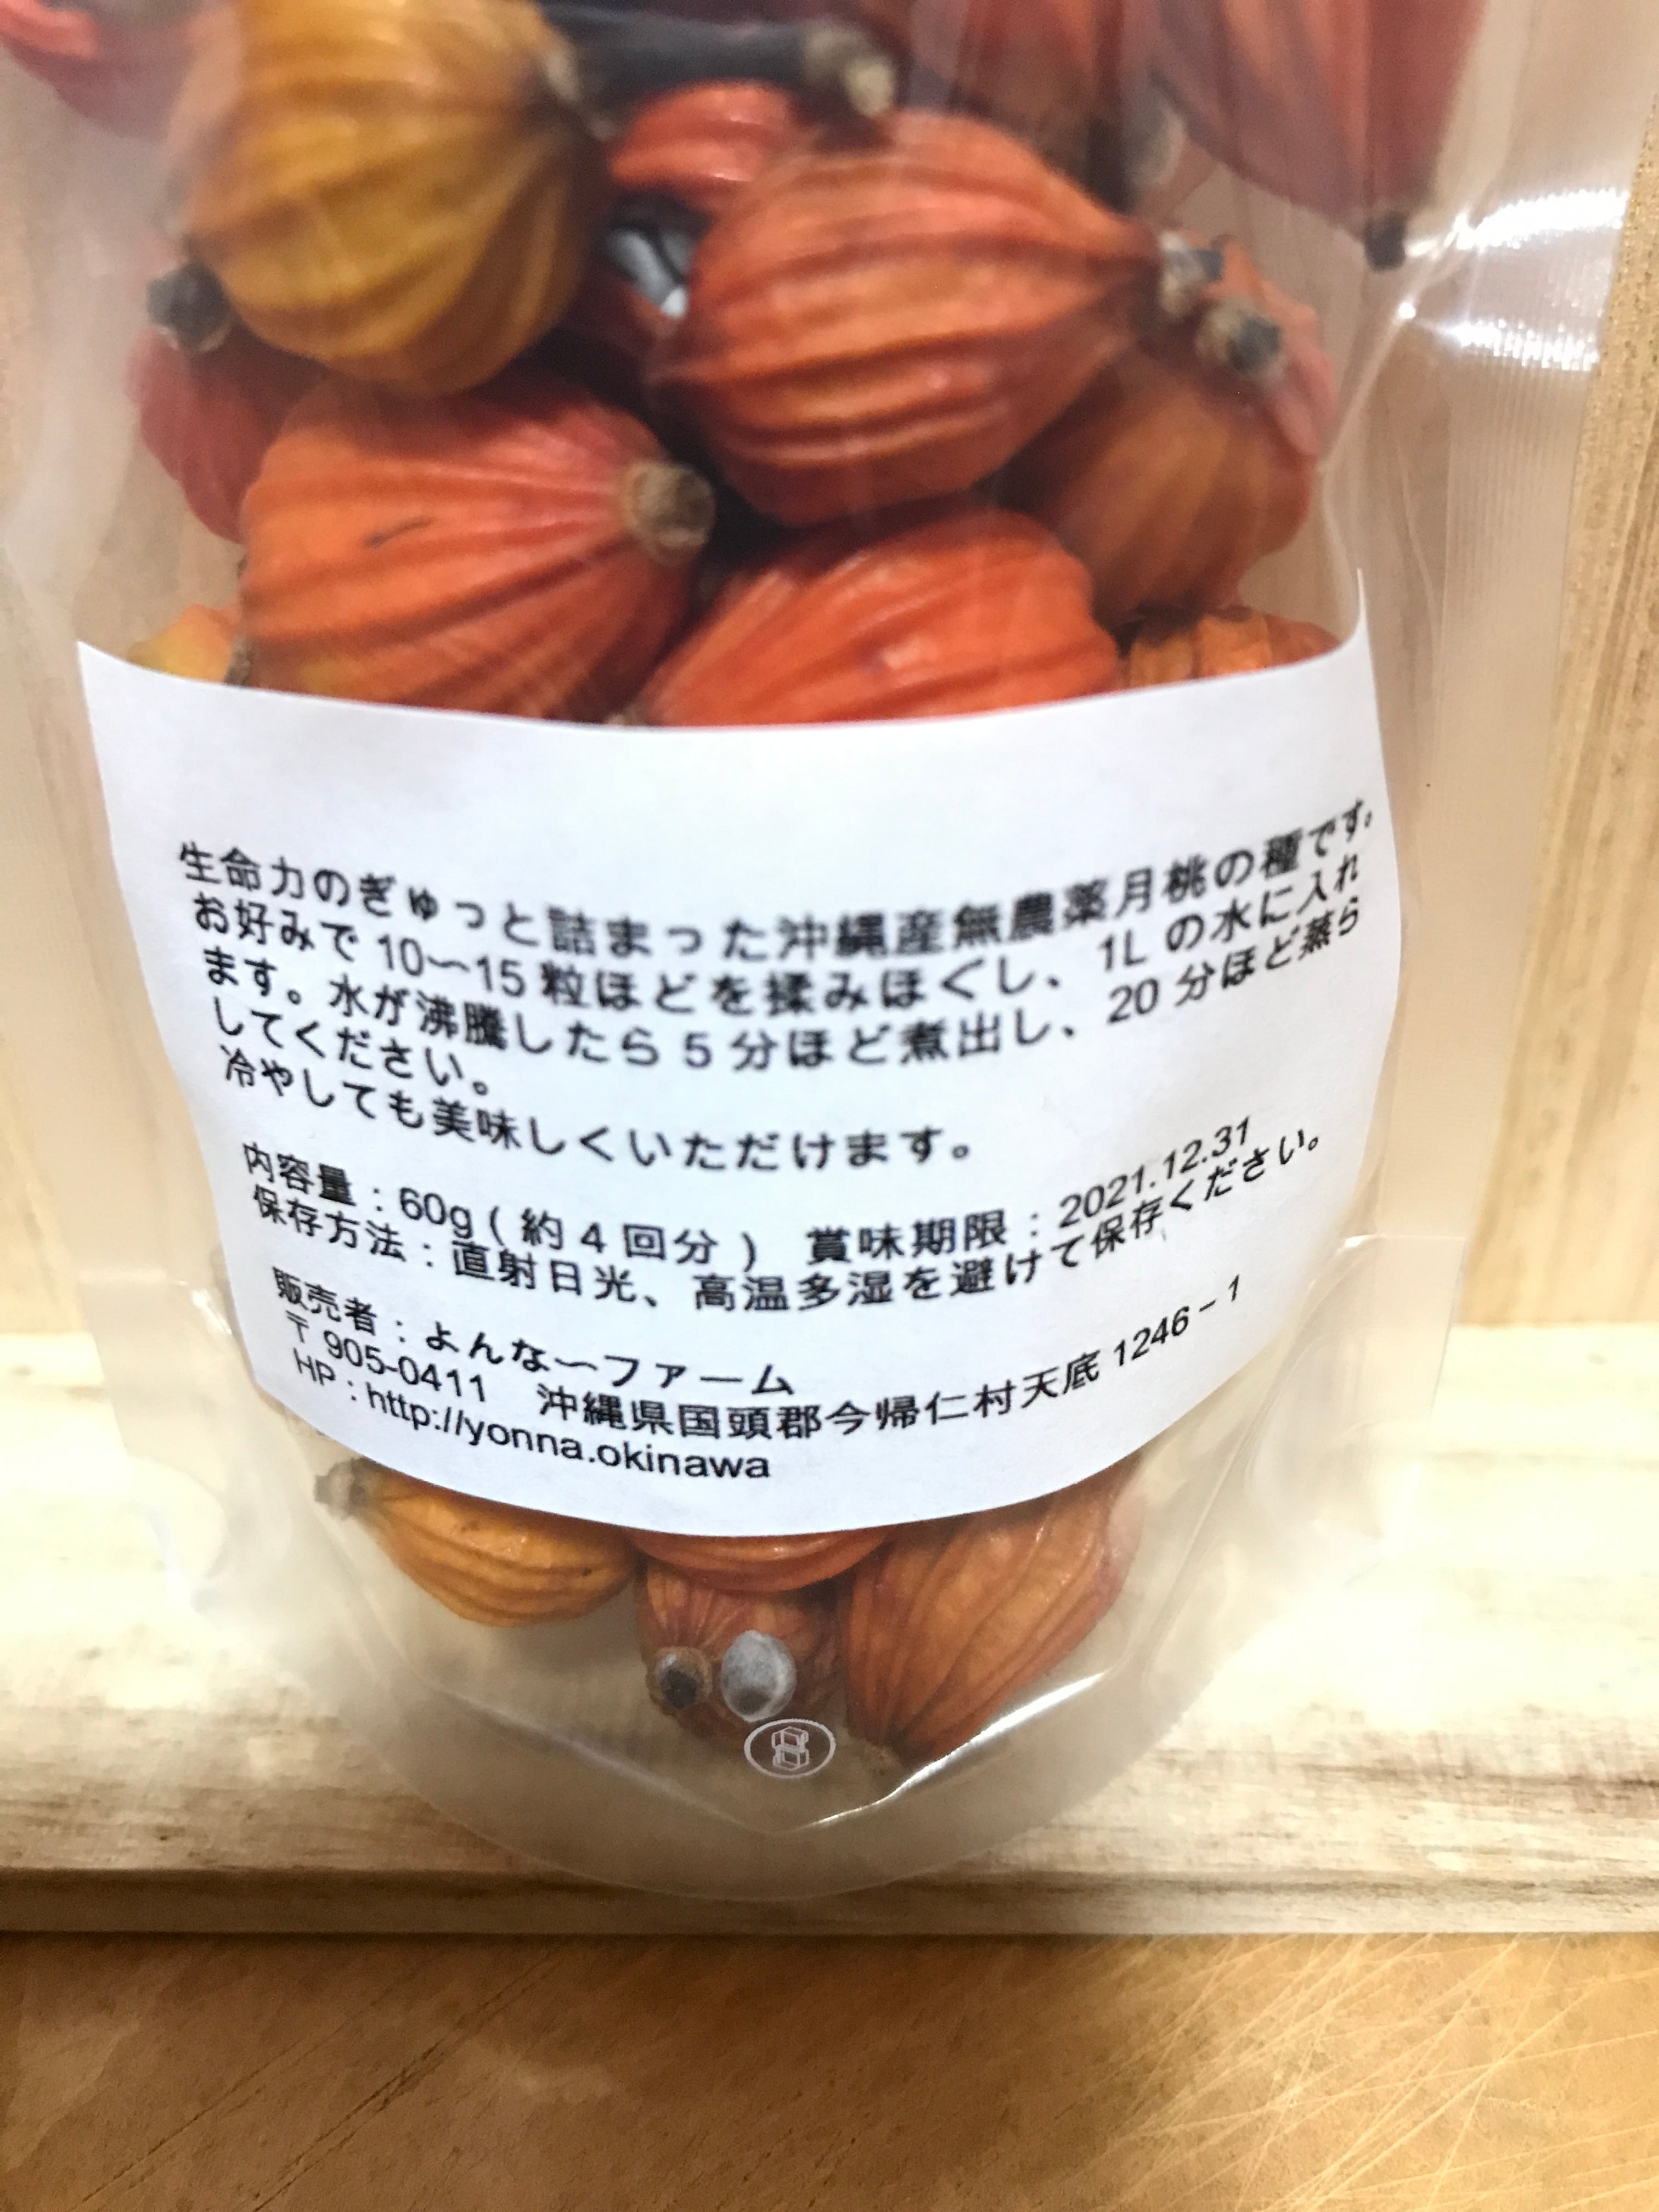 生命力のぎゅっと詰まった沖縄産無農薬月桃の種です。
お好みで 10〜15 粒ほどを揉みほぐし、1L の水に入れ
ます。水が沸騰したら 5 分ほど煮出し、20 分ほど蒸ら
してください。
冷やしても美味しくいただけます。
内容量：60g ( 約 4 回分 )　賞味期限：2021.12.31
保存方法：直射日光、高温多湿を避けて保存ください。
販売者：よんな〜ファーム
〒 905-0411　沖縄県国頭郡今帰仁村天底 1246－1
HP：http://yonna.okinawa